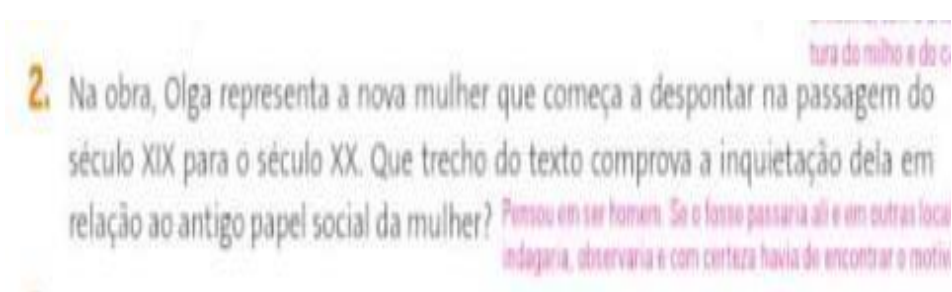 tura do milho e do
2. Na obra, Olga representa a nova mulher que começa a despontar na passagem do
século XIX para o século XX. Que trecho do texto comprova a inquietação dela em
relação ao antigo papel social da mulher? Pensou em ser homem. Se o fosse passaria ali e em outras
indagaria, observaria e com certeza havia de encontrar o